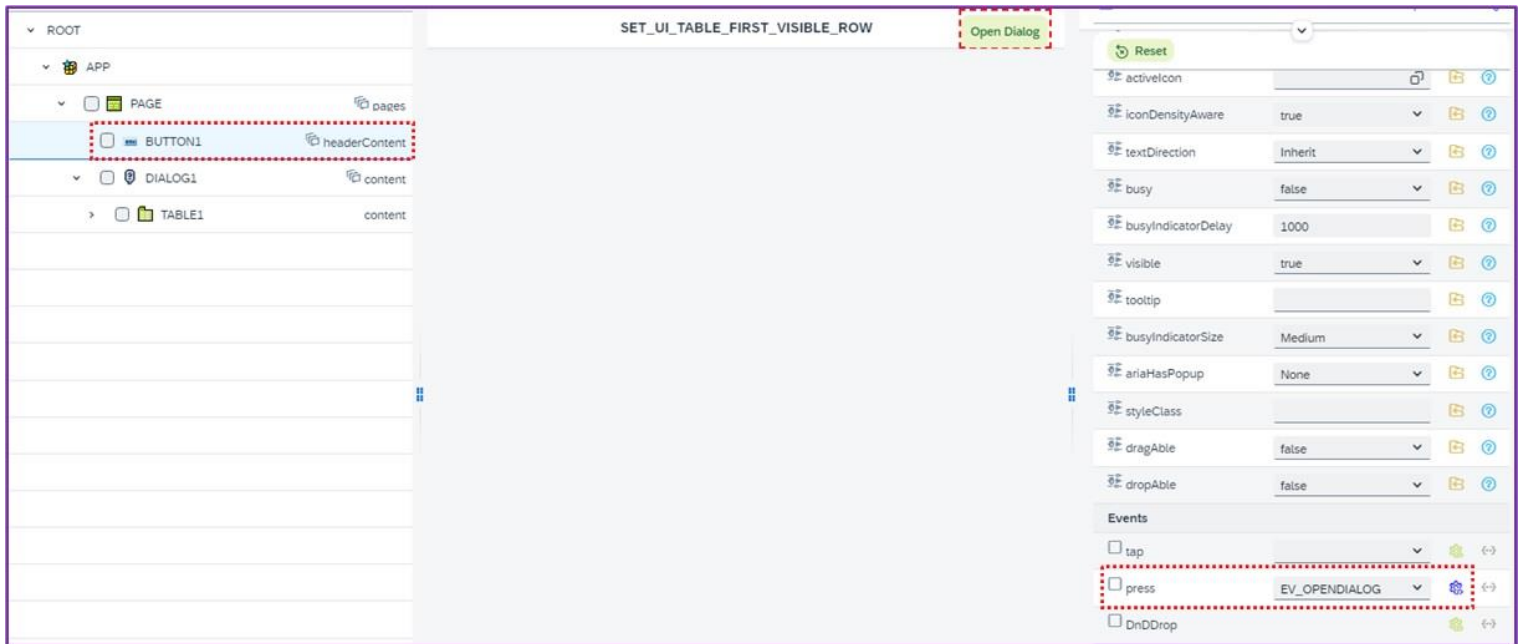 ROOT
APP
PAGE pages
BUTTON1 headerContent
DIALOG1 content
TABLE1 content
SET_UI_TABLE_FIRST_VISIBLE_ROW
Open Dialog
Reset
activeIcon
iconDensityAware true
textDirection Inherit
busy false
busyIndicatorDelay 1000
visible true
tooltip
busyIndicatorSize Medium
ariaHasPopup None
styleClass
dragAble false
dropAble false
Events
tap
press EV_OPENDIALOG
DnDDrop